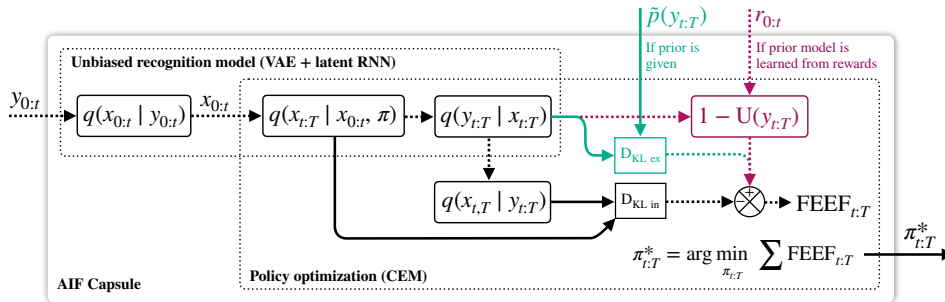 p̃(y_{t:T})
r_{0:t}
If prior is
given
If prior model is
learned from rewards
Unbiased recognition model (VAE + latent RNN)
y_{0:t}
q(x_{0:t} | y_{0:t})
x_{0:t}
q(x_{t:T} | x_{0:t}, π)
q(y_{t:T} | x_{t:T})
1 − U(y_{t:T})
D_{KL ex}
q(x_{t,T} | y_{t:T})
D_{KL in}
+
−
FEEF_{t:T}
π*_{t:T} = arg min_{π_{t:T}} ∑ FEEF_{t:T}
π*_{t:T}
Policy optimization (CEM)
AIF Capsule